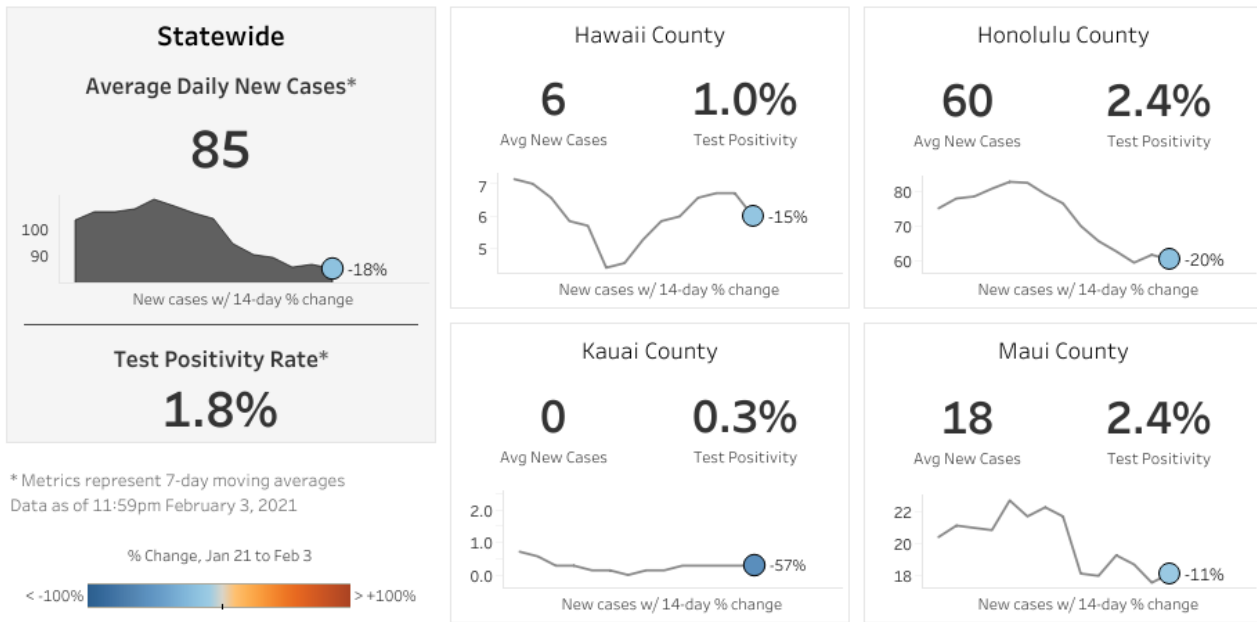 Statewide
Average Daily New Cases*
85
100
90
-18%
New cases w/ 14-day % change
Test Positivity Rate*
1.8%
* Metrics represent 7-day moving averages
Data as of 11:59pm February 3, 2021
% Change, Jan 21 to Feb 3
< -100% > +100%
Hawaii County
6 1.0%
Avg New Cases Test Positivity
7
6
5
-15%
New cases w/ 14-day % change
Honolulu County
60 2.4%
Avg New Cases Test Positivity
80
70
60
-20%
New cases w/ 14-day % change
Kauai County
0 0.3%
Avg New Cases Test Positivity
2.0
1.0
0.0
-57%
New cases w/ 14-day % change
Maui County
18 2.4%
Avg New Cases Test Positivity
22
20
18
-11%
New cases w/ 14-day % change